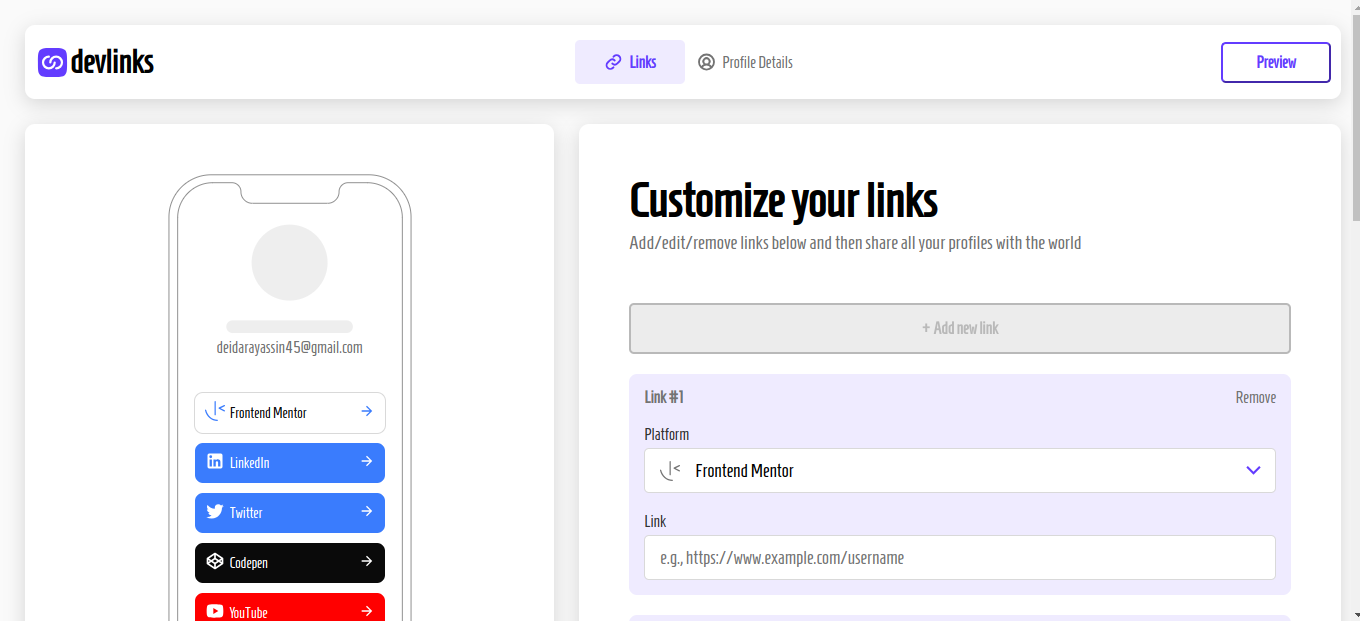 devlinks
Links
Profile Details
Preview
deidarayassin45@gmail.com
Frontend Mentor
LinkedIn
Twitter
Codepen
YouTube
Customize your links
Add/edit/remove links below and then share all your profiles with the world
+ Add new link
Link #1
Remove
Platform
Frontend Mentor
Link
e.g., https://www.example.com/username